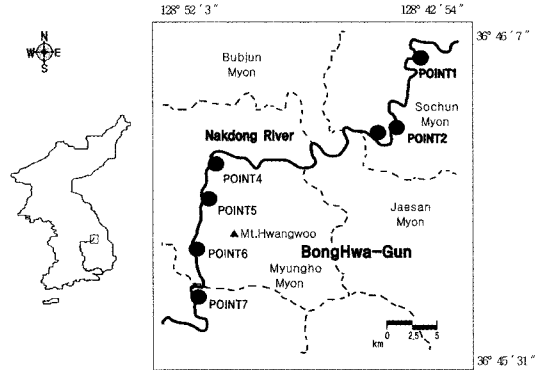 128° 52′3″
128° 42′54″
N
W E
S
36° 46′7″
Bubjun
Myon
POINT1
Sochun
Myon
Nakdong River
POINT2
POINT4
POINT5
Jaesan
Myon
▲Mt.Hwangwoo
BongHwa-Gun
POINT6
Myungho
Myon
POINT7
0 2,5 5
km
36° 45′31″